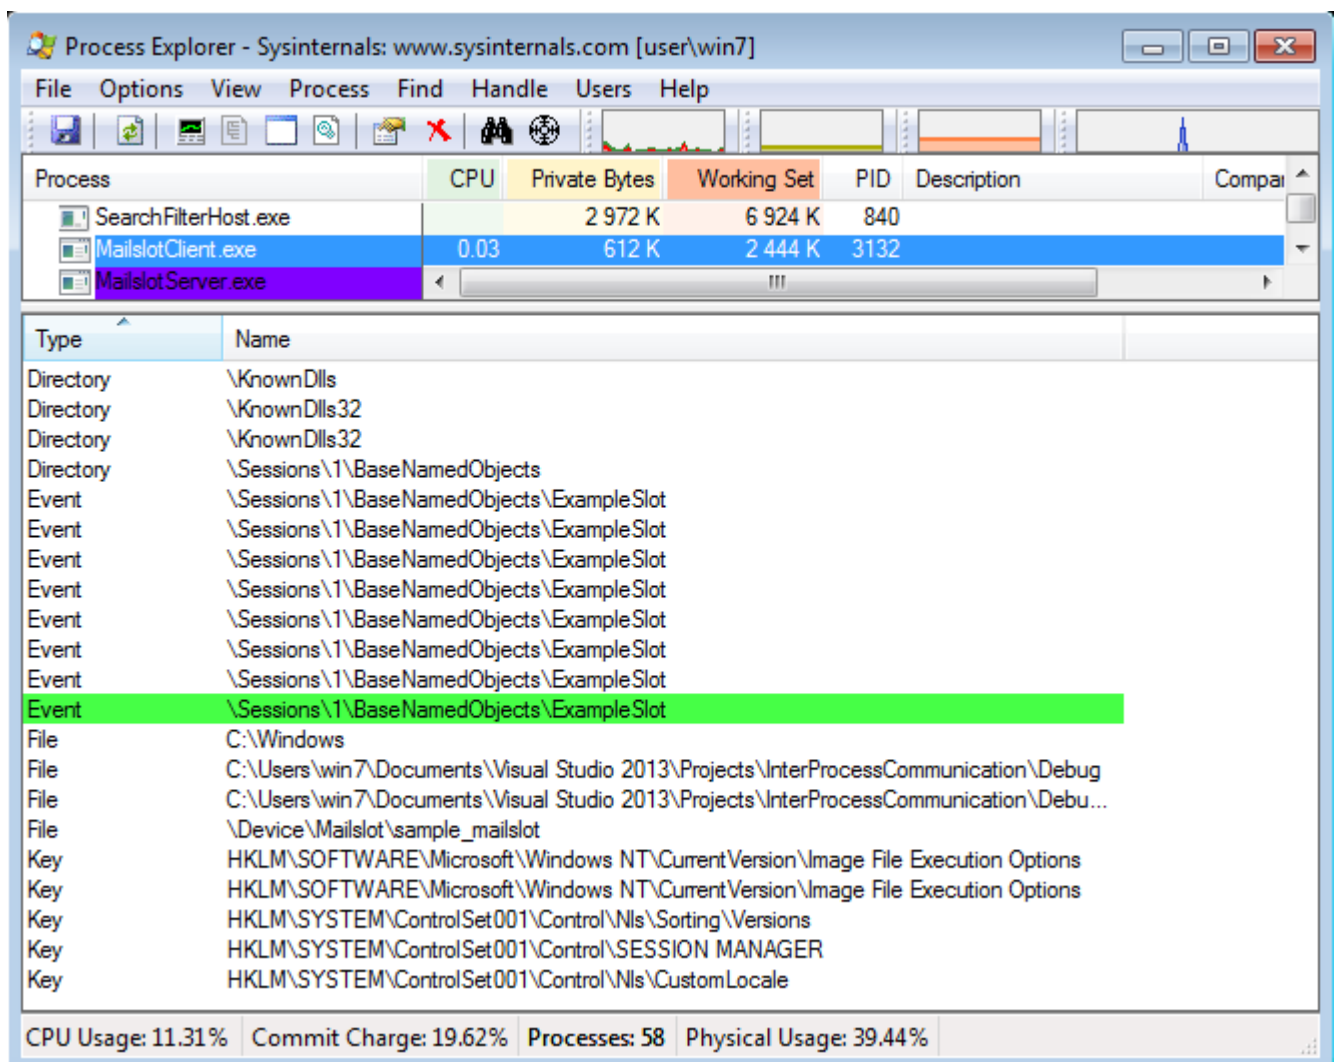 Process Explorer - Sysinternals: www.sysinternals.com [user\win7]
File Options View Process Find Handle Users Help
Process CPU Private Bytes Working Set PID Description Compar
SearchFilterHost.exe 2 972 K 6 924 K 840
MailslotClient.exe 0.03 612 K 2 444 K 3132
MailslotServer.exe
Type Name
Directory \KnownDlls
Directory \KnownDlls32
Directory \KnownDlls32
Directory \Sessions\1\BaseNamedObjects
Event \Sessions\1\BaseNamedObjects\ExampleSlot
Event \Sessions\1\BaseNamedObjects\ExampleSlot
Event \Sessions\1\BaseNamedObjects\ExampleSlot
Event \Sessions\1\BaseNamedObjects\ExampleSlot
Event \Sessions\1\BaseNamedObjects\ExampleSlot
Event \Sessions\1\BaseNamedObjects\ExampleSlot
Event \Sessions\1\BaseNamedObjects\ExampleSlot
Event \Sessions\1\BaseNamedObjects\ExampleSlot
File C:\Windows
File C:\Users\win7\Documents\Visual Studio 2013\Projects\InterProcessCommunication\Debug
File C:\Users\win7\Documents\Visual Studio 2013\Projects\InterProcessCommunication\Debu...
File \Device\Mailslot\sample_mailslot
Key HKLM\SOFTWARE\Microsoft\Windows NT\CurrentVersion\Image File Execution Options
Key HKLM\SOFTWARE\Microsoft\Windows NT\CurrentVersion\Image File Execution Options
Key HKLM\SYSTEM\ControlSet001\Control\Nls\Sorting\Versions
Key HKLM\SYSTEM\ControlSet001\Control\SESSION MANAGER
Key HKLM\SYSTEM\ControlSet001\Control\Nls\CustomLocale
CPU Usage: 11.31% Commit Charge: 19.62% Processes: 58 Physical Usage: 39.44%